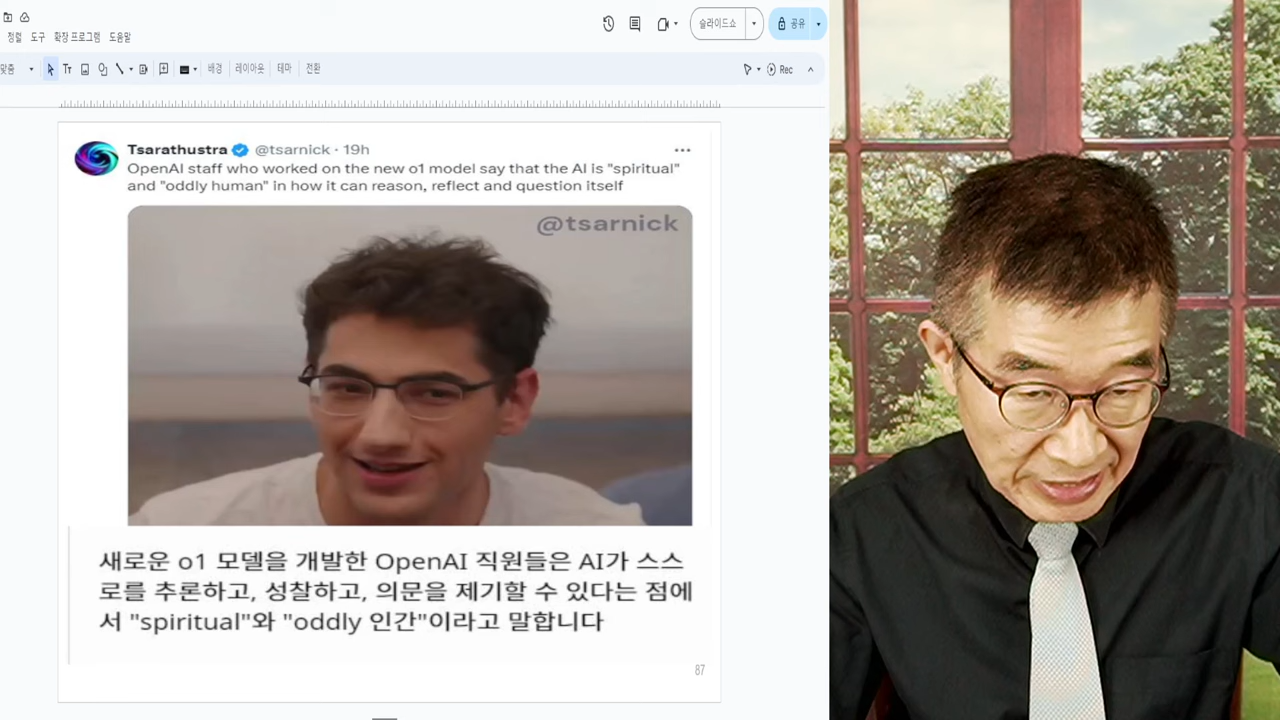 정렬 도구 확장 프로그램 도움말
슬라이드쇼
공유
맞춤
Tт
배경 레이아웃 테마 전환
Rec
Tsarathustra @tsarnick · 19h
OpenAI staff who worked on the new o1 model say that the AI is "spiritual"
and "oddly human" in how it can reason, reflect and question itself
@tsarnick
새로운 o1 모델을 개발한 OpenAI 직원들은 AI가 스스
로를 추론하고, 성찰하고, 의문을 제기할 수 있다는 점에
서 "spiritual"와 "oddly 인간"이라고 말합니다
87